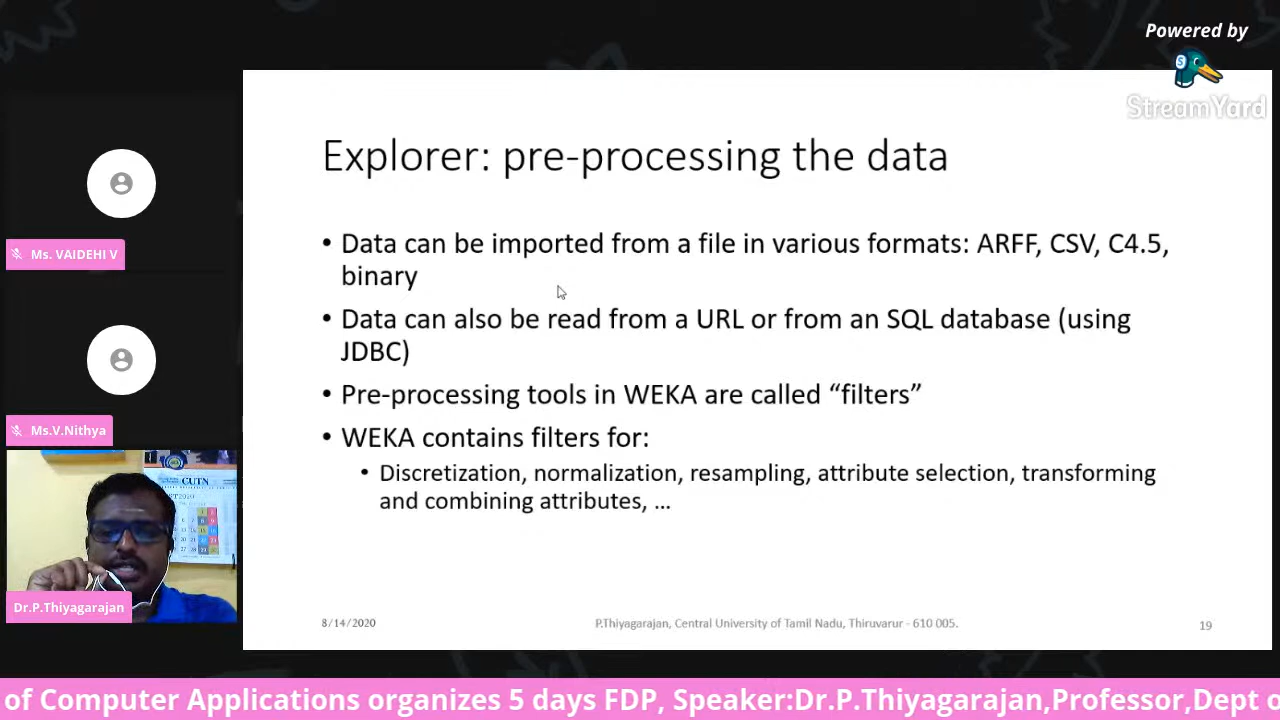 Powered by
StreamYard
Explorer: pre-processing the data
• Data can be imported from a file in various formats: ARFF, CSV, C4.5,
binary
• Data can also be read from a URL or from an SQL database (using
JDBC)
• Pre-processing tools in WEKA are called “filters”
• WEKA contains filters for:
• Discretization, normalization, resampling, attribute selection, transforming
and combining attributes, …
8/14/2020
P.Thiyagarajan, Central University of Tamil Nadu, Thiruvarur - 610 005.
19
Ms. VAIDEHI V
Ms.V.Nithya
CUTN
Dr.P.Thiyagarajan
of Computer Applications organizes 5 days FDP, Speaker:Dr.P.Thiyagarajan,Professor,Dept